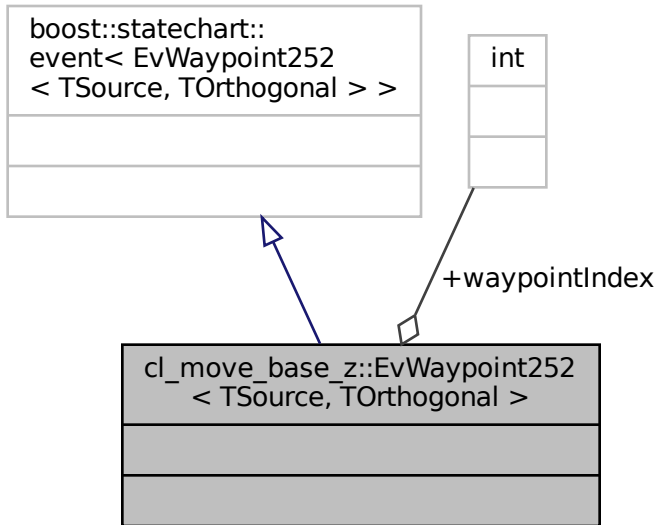 boost::statechart::
event< EvWaypoint252
< TSource, TOrthogonal > >
int
+waypointIndex
cl_move_base_z::EvWaypoint252
< TSource, TOrthogonal >